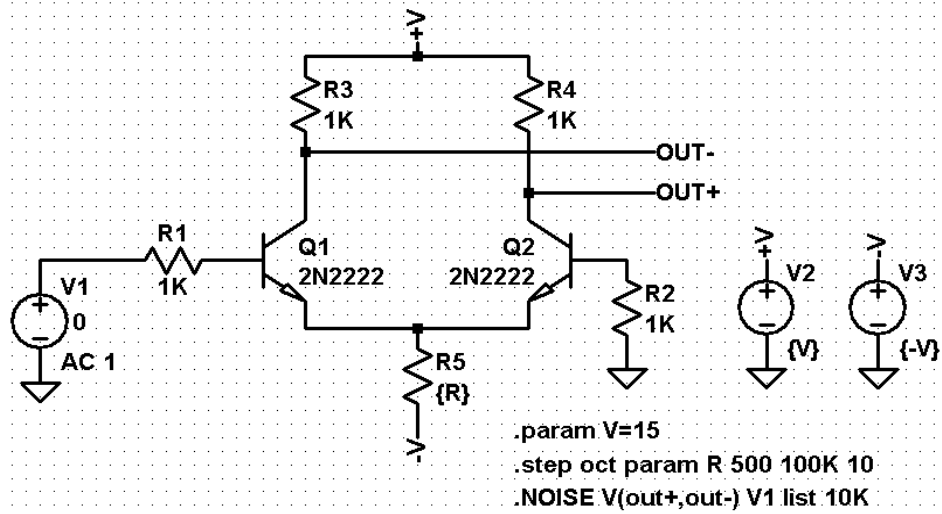 +V
R3
1K
R4
1K
OUT-
OUT+
R1
1K
Q1
2N2222
Q2
2N2222
V1
0
AC 1
R2
1K
R5
{R}
-V
+V
V2
{V}
-V
V3
{-V}
.param V=15
.step oct param R 500 100K 10
.NOISE V(out+,out-) V1 list 10K